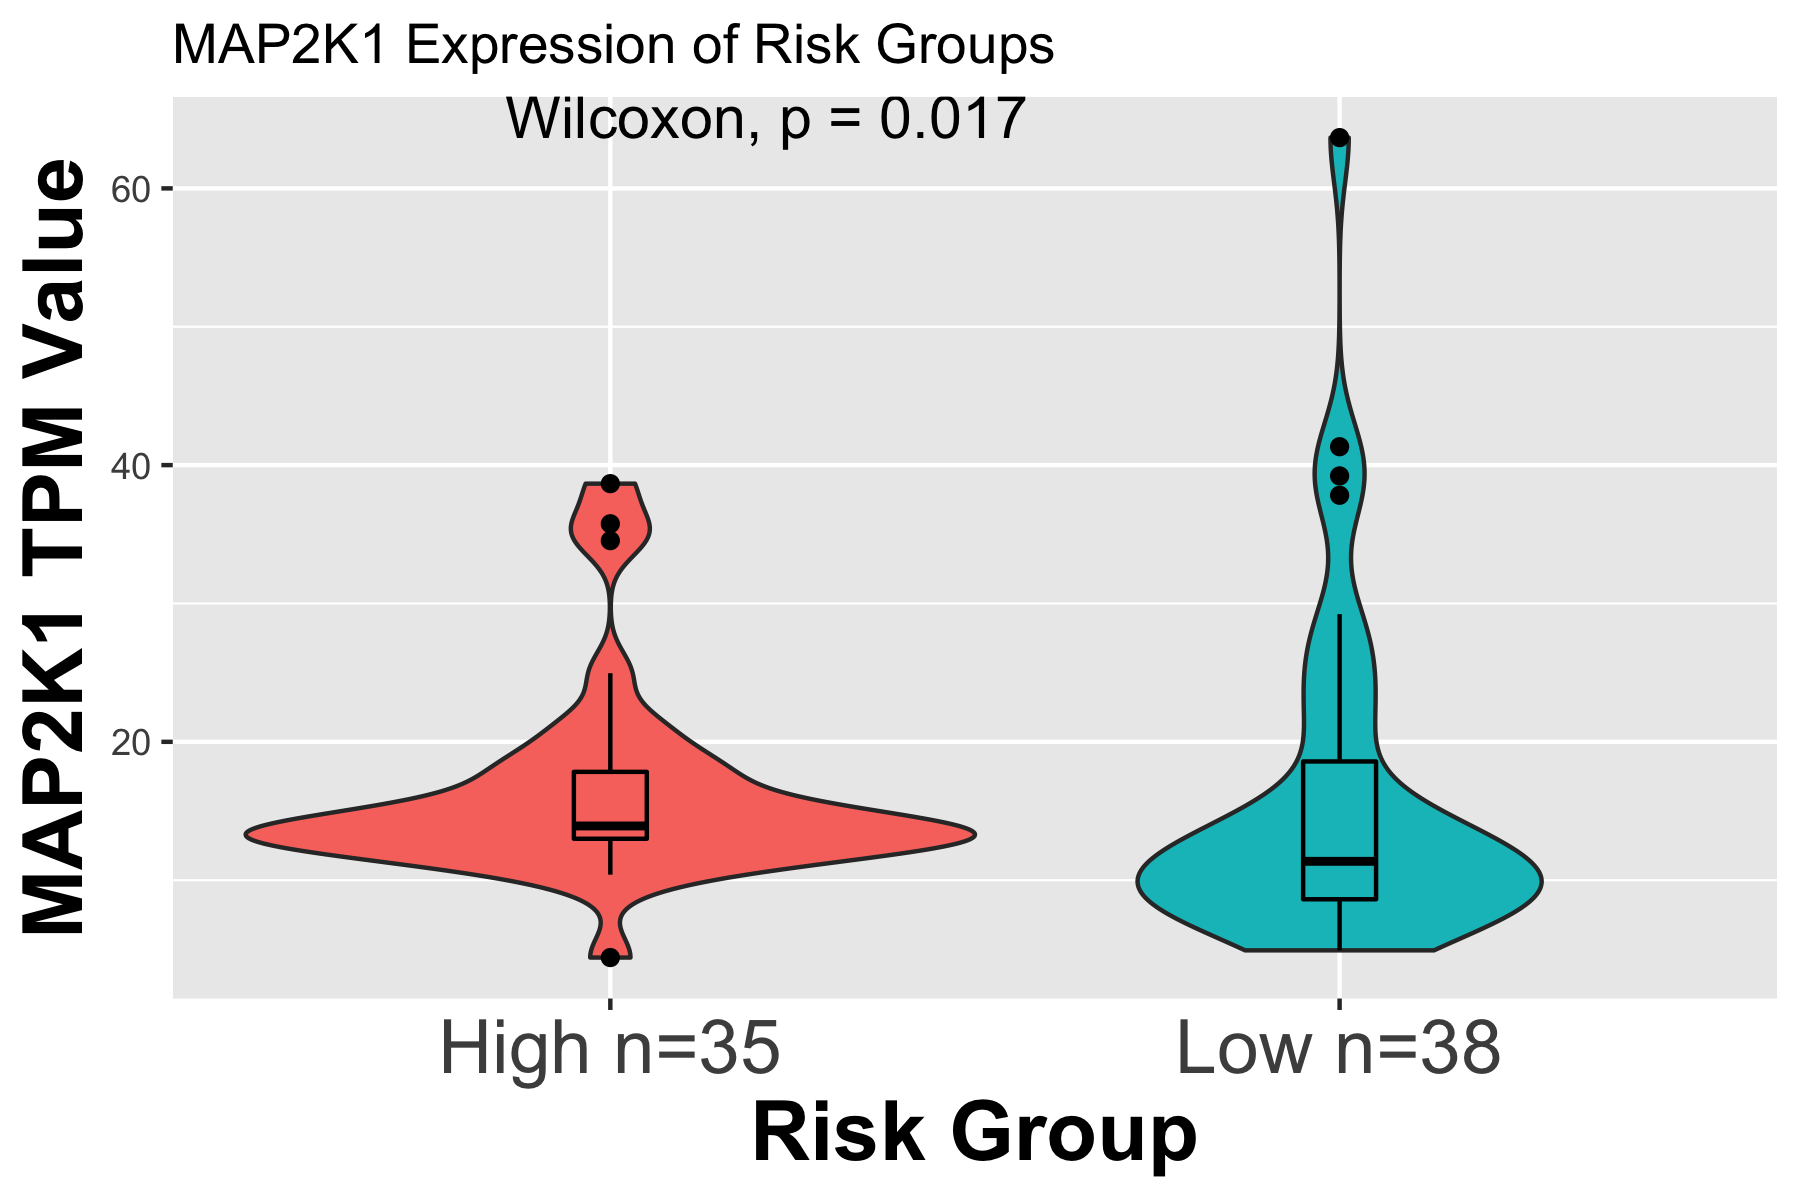 MAP2K1 Expression of Risk Groups
Wilcoxon, p = 0.017
MAP2K1 TPM Value
60
40
20
High n=35
Low n=38
Risk Group